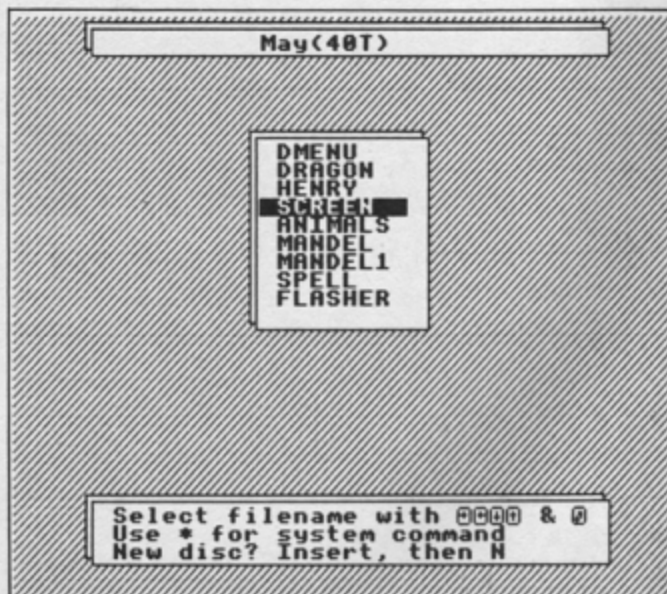 May(40T)
DMENU
DRAGON
HENRY
SCREEN
ANIMALS
MANDEL
MANDEL1
SPELL
FLASHER
Select filename with ←→↓↑ &
Use * for system command
New disc? Insert, then N